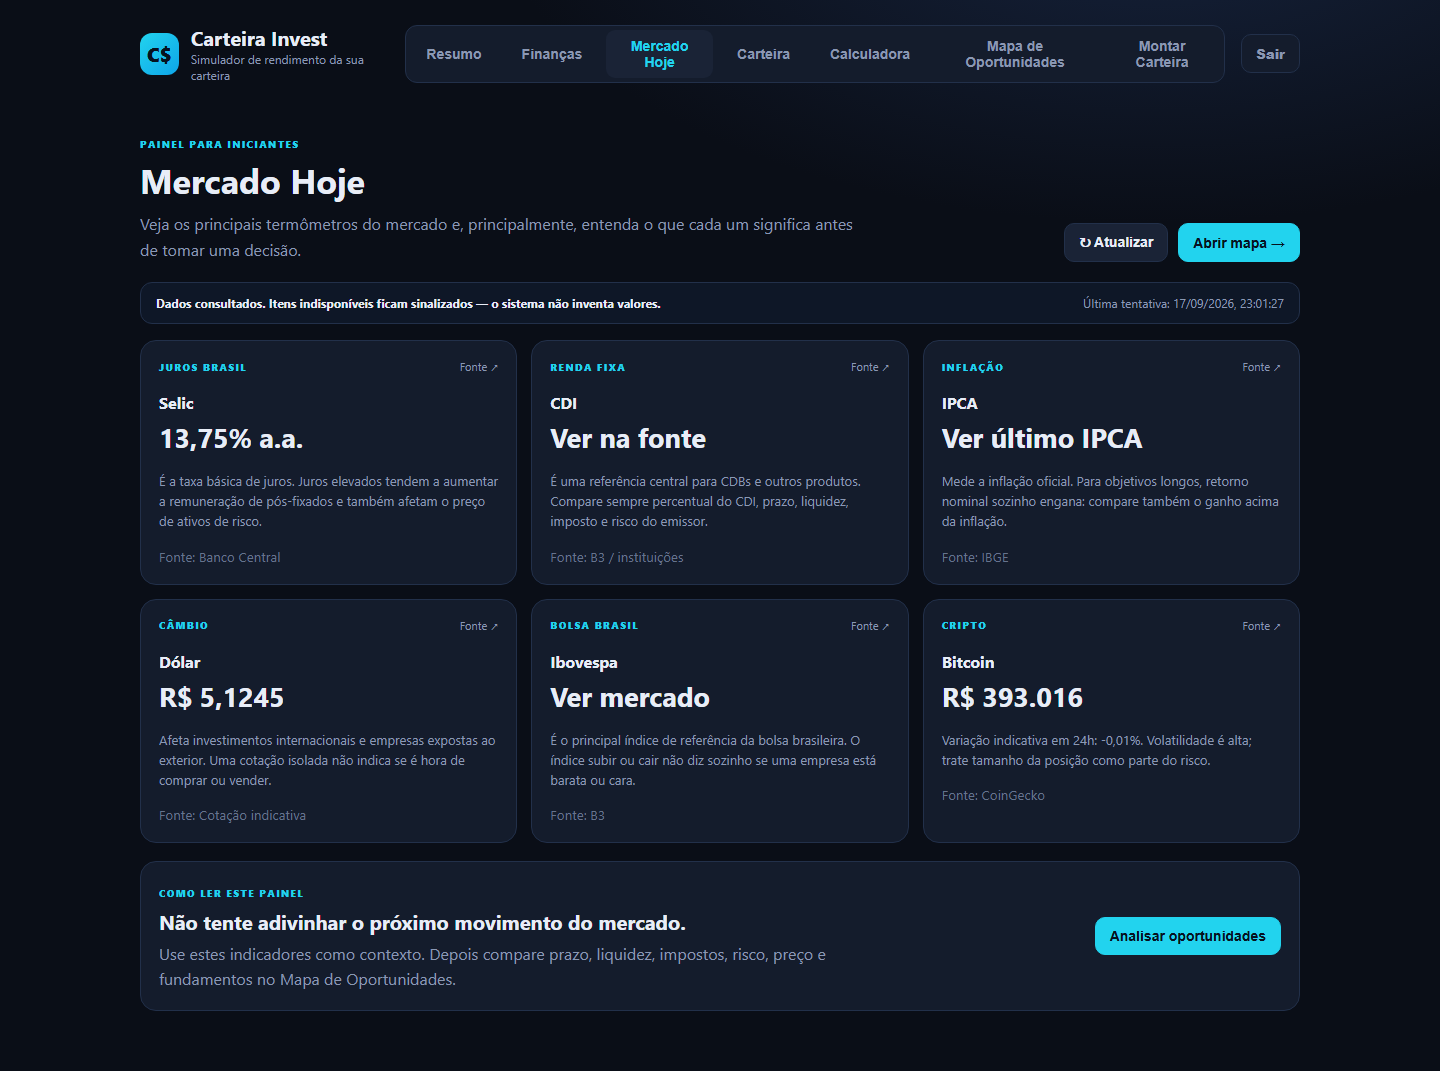 C$
Carteira Invest
Simulador de rendimento da sua
carteira
Resumo
Finanças
Mercado
Hoje
Carteira
Calculadora
Mapa de
Oportunidades
Montar
Carteira
Sair
PAINEL PARA INICIANTES
Mercado Hoje
Veja os principais termômetros do mercado e, principalmente, entenda o que cada um significa antes
de tomar uma decisão.
↻ Atualizar
Abrir mapa →
Dados consultados. Itens indisponíveis ficam sinalizados — o sistema não inventa valores.
Última tentativa: 17/09/2026, 23:01:27
JUROS BRASIL
Fonte ↗
Selic
13,75% a.a.
É a taxa básica de juros. Juros elevados tendem a aumentar
a remuneração de pós-fixados e também afetam o preço
de ativos de risco.
Fonte: Banco Central
RENDA FIXA
Fonte ↗
CDI
Ver na fonte
É uma referência central para CDBs e outros produtos.
Compare sempre percentual do CDI, prazo, liquidez,
imposto e risco do emissor.
Fonte: B3 / instituições
INFLAÇÃO
Fonte ↗
IPCA
Ver último IPCA
Mede a inflação oficial. Para objetivos longos, retorno
nominal sozinho engana: compare também o ganho acima
da inflação.
Fonte: IBGE
CÂMBIO
Fonte ↗
Dólar
R$ 5,1245
Afeta investimentos internacionais e empresas expostas ao
exterior. Uma cotação isolada não indica se é hora de
comprar ou vender.
Fonte: Cotação indicativa
BOLSA BRASIL
Fonte ↗
Ibovespa
Ver mercado
É o principal índice de referência da bolsa brasileira. O
índice subir ou cair não diz sozinho se uma empresa está
barata ou cara.
Fonte: B3
CRIPTO
Fonte ↗
Bitcoin
R$ 393.016
Variação indicativa em 24h: -0,01%. Volatilidade é alta;
trate tamanho da posição como parte do risco.
Fonte: CoinGecko
COMO LER ESTE PAINEL
Não tente adivinhar o próximo movimento do mercado.
Use estes indicadores como contexto. Depois compare prazo, liquidez, impostos, risco, preço e
fundamentos no Mapa de Oportunidades.
Analisar oportunidades